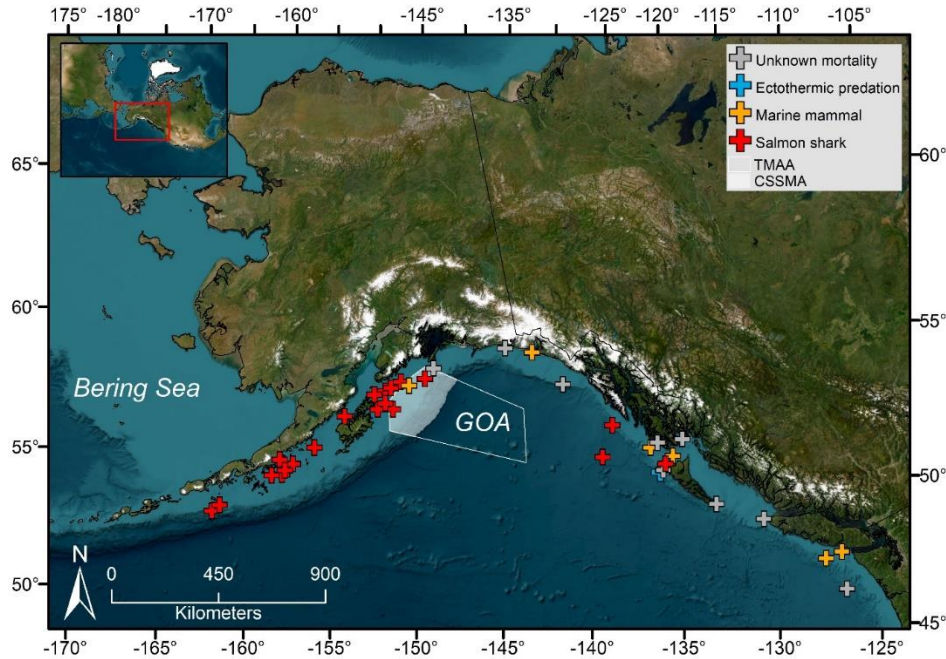 175° 180° -170° -160° -150° -145° -135° -125° -120° -115° -110° -105°
Unknown mortality
Ectothermic predation
Marine mammal
Salmon shark
TMAA
CSSMA
65°
60°
60°
55°
Bering Sea
GOA
55°
50°
N
0 450 900
Kilometers
50°
45°
-170° -165° -160° -155° -150° -145° -140° -135° -130° -125°